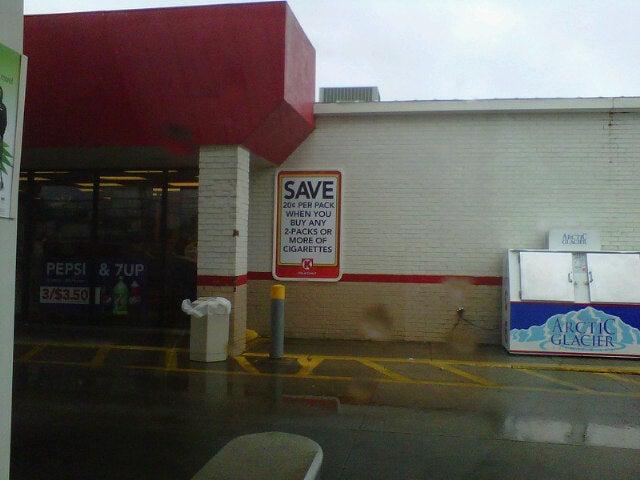 SAVE
20¢ PER PACK
WHEN YOU
BUY ANY
2-PACKS OR
MORE OF
CIGARETTES
K
PEPSI & 7UP
3/$3.50
ARCTIC
GLACIER
ARCTIC
GLACIER